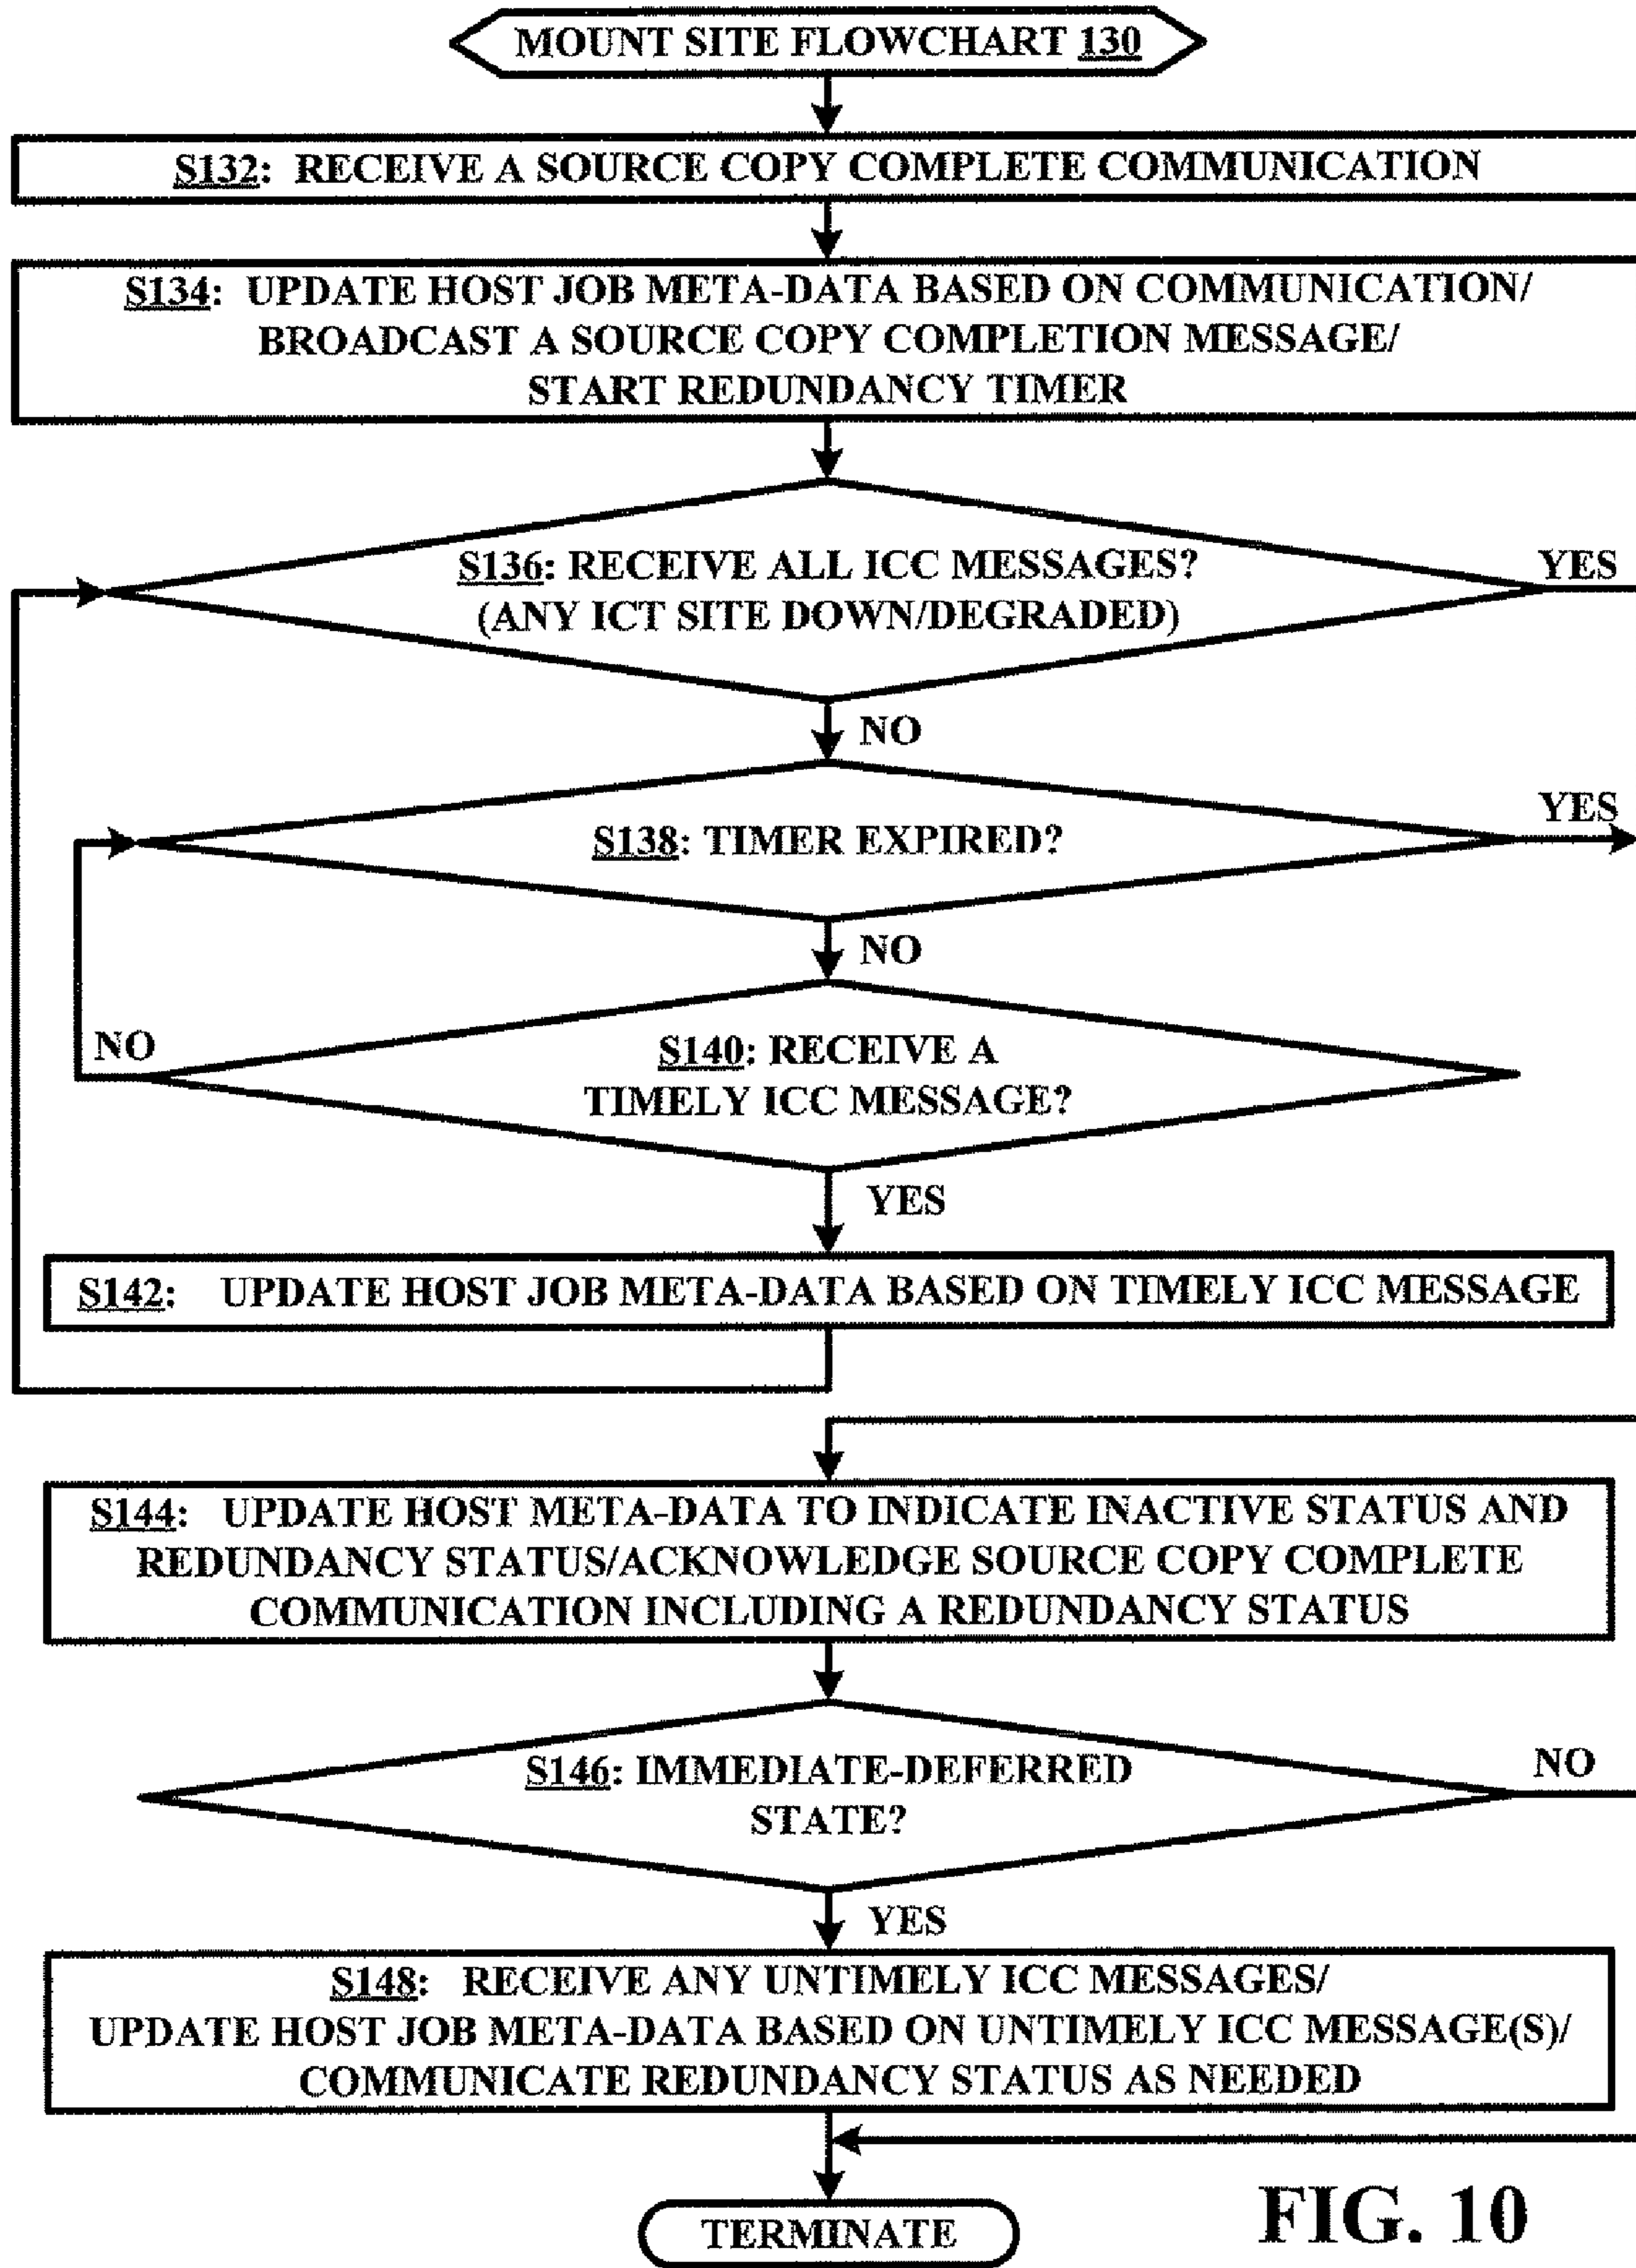 MOUNT SITE FLOWCHART 130
S132: RECEIVE A SOURCE COPY COMPLETE COMMUNICATION
S134: UPDATE HOST JOB META-DATA BASED ON COMMUNICATION/
BROADCAST A SOURCE COPY COMPLETION MESSAGE/
START REDUNDANCY TIMER
S136: RECEIVE ALL ICC MESSAGES?
(ANY ICT SITE DOWN/DEGRADED)
YES
NO
S138: TIMER EXPIRED?
YES
NO
S140: RECEIVE A
TIMELY ICC MESSAGE?
NO
YES
S142: UPDATE HOST JOB META-DATA BASED ON TIMELY ICC MESSAGE
S144: UPDATE HOST META-DATA TO INDICATE INACTIVE STATUS AND
REDUNDANCY STATUS/ACKNOWLEDGE SOURCE COPY COMPLETE
COMMUNICATION INCLUDING A REDUNDANCY STATUS
S146: IMMEDIATE-DEFERRED
STATE?
NO
YES
S148: RECEIVE ANY UNTIMELY ICC MESSAGES/
UPDATE HOST JOB META-DATA BASED ON UNTIMELY ICC MESSAGE(S)/
COMMUNICATE REDUNDANCY STATUS AS NEEDED
TERMINATE
FIG. 10